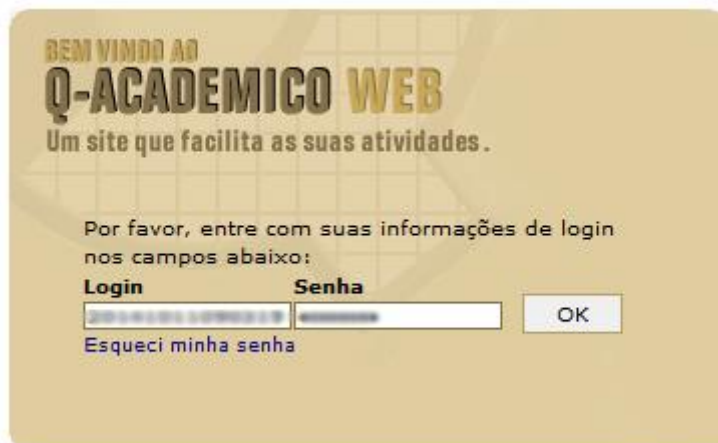 BEM VINDO AO
Q-ACADEMICO WEB
Um site que facilita as suas atividades.
Por favor, entre com suas informações de login
nos campos abaixo:
Login Senha
OK
Esqueci minha senha